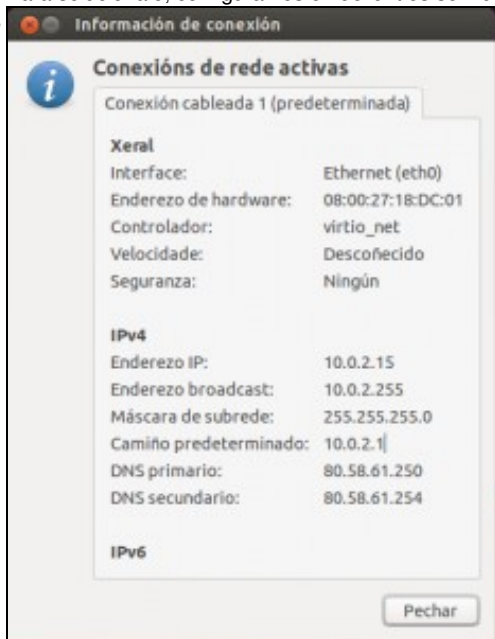 Información de conexión
Conexións de rede activas
Conexión cableada 1 (predeterminada)
Xeral
Interface: Ethernet (eth0)
Enderezo de hardware: 08:00:27:18:DC:01
Controlador: virtio_net
Velocidade: Descoñecido
Seguranza: Ningún
IPv4
Enderezo IP: 10.0.2.15
Enderezo broadcast: 10.0.2.255
Máscara de subrede: 255.255.255.0
Camiño predeterminado: 10.0.2.1
DNS primario: 80.58.61.250
DNS secundario: 80.58.61.254
IPv6
Pechar